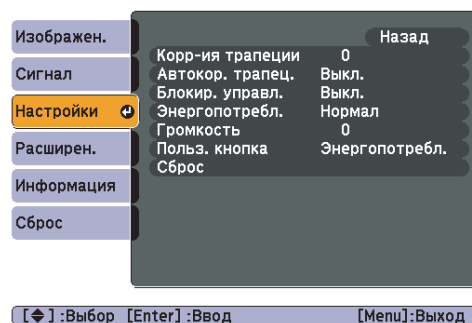 Изображен.
Сигнал
Настройки
Расширен.
Информация
Сброс
Назад
Корр-ия трапеции 0
Автокор. трапец. Выкл.
Блокир. управл. Выкл.
Энергопотребл. Нормал
Громкость 0
Польз. кнопка Энергопотребл.
Сброс
[◆] :Выбор [Enter] :Ввод [Menu]:Выход